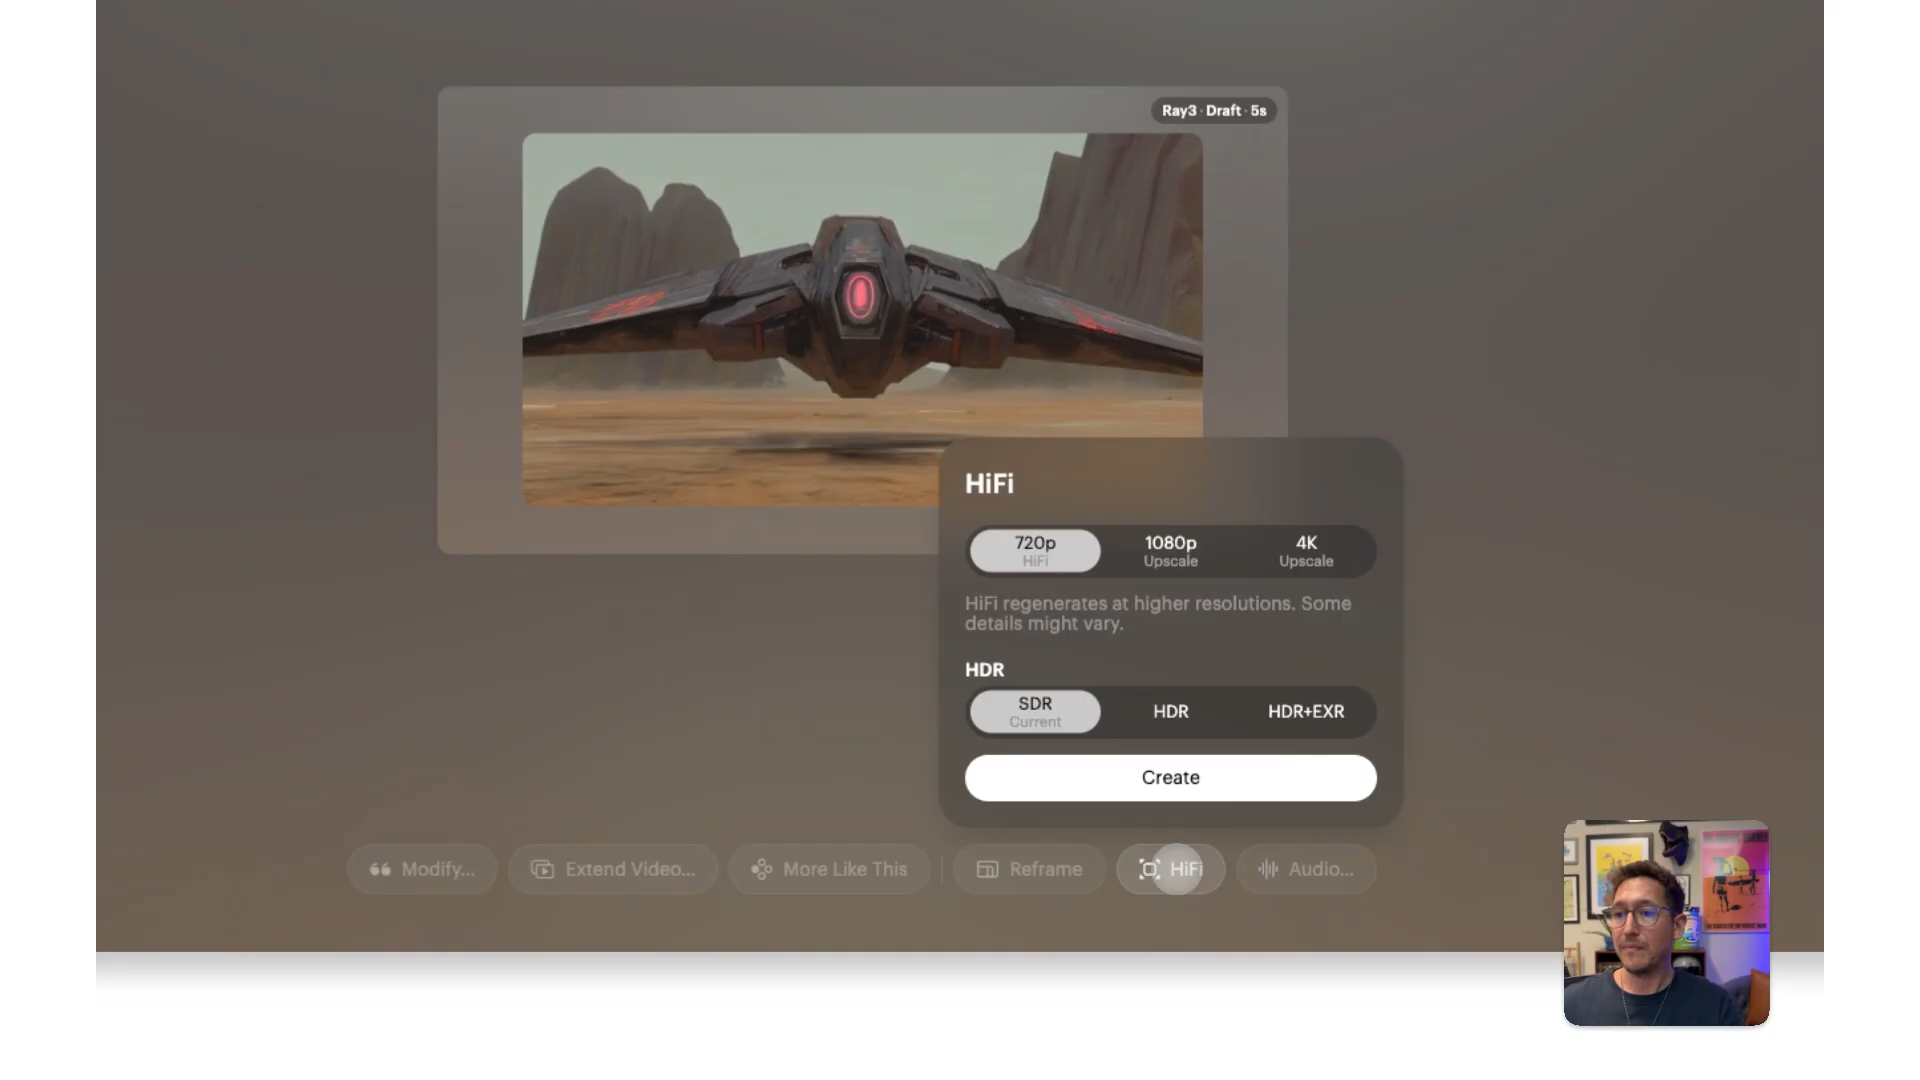 Ray3 · Draft · 5s
HiFi
720p
HiFi
1080p
Upscale
4K
Upscale
HiFi regenerates at higher resolutions. Some
details might vary.
HDR
SDR
Current
HDR
HDR+EXR
Create
Modify...
Extend Video...
More Like This
Reframe
HiFi
Audio...